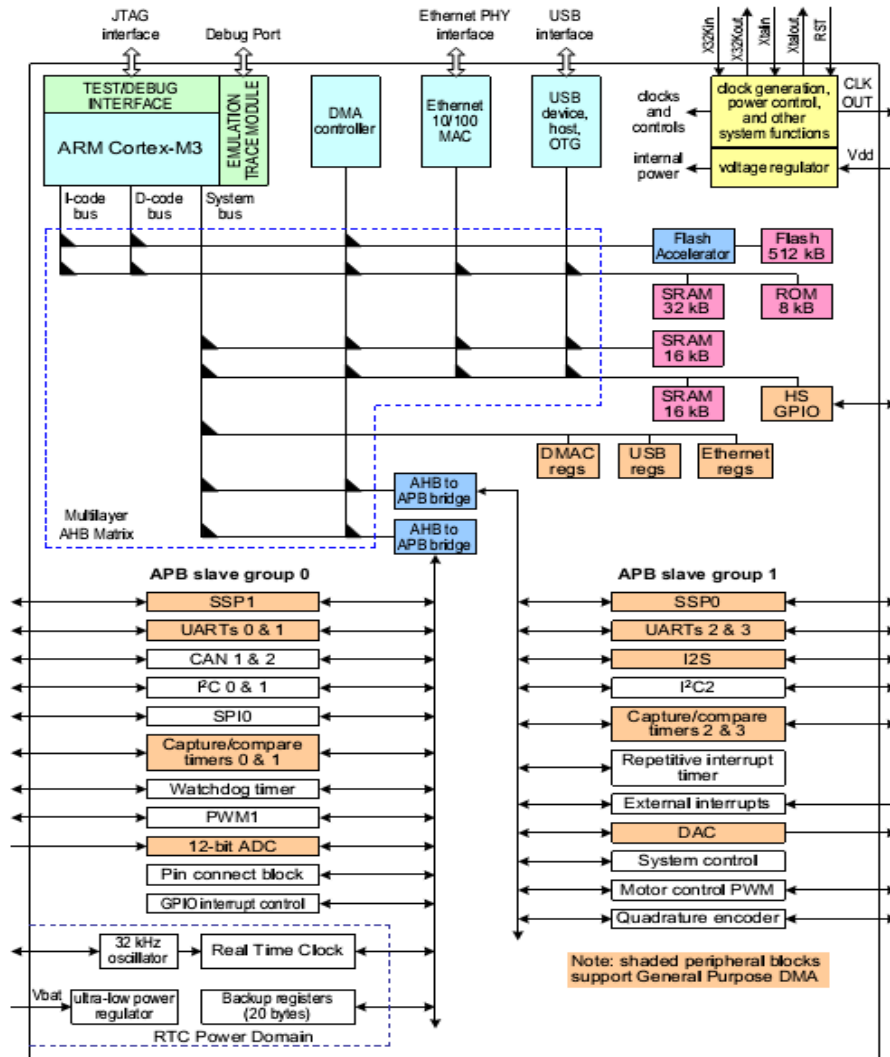 JTAG
interface
Debug Port
Ethernet PHY
interface
USB
interface
X32Kin
X32Kout
Xtalin
Xtalout
RST
TEST/DEBUG
INTERFACE
EMULATION
TRACE MODULE
ARM Cortex-M3
DMA
controller
Ethernet
10/100
MAC
USB
device,
host,
OTG
clocks
and
controls
clock generation,
power control,
and other
system functions
CLK
OUT
internal
power
voltage regulator
Vdd
I-code
bus
D-code
bus
System
bus
Flash
Accelerator
Flash
512 kB
SRAM
32 kB
ROM
8 kB
SRAM
16 kB
SRAM
16 kB
HS
GPIO
DMAC
regs
USB
regs
Ethernet
regs
AHB to
APB bridge
Multilayer
AHB Matrix
AHB to
APB bridge
APB slave group 0
SSP1
UARTs 0 & 1
CAN 1 & 2
I²C 0 & 1
SPI0
Capture/compare
timers 0 & 1
Watchdog timer
PWM1
12-bit ADC
Pin connect block
GPIO interrupt control
32 kHz
oscillator
Real Time Clock
Vbat
ultra-low power
regulator
Backup registers
(20 bytes)
RTC Power Domain
APB slave group 1
SSP0
UARTs 2 & 3
I2S
I²C2
Capture/compare
timers 2 & 3
Repetitive interrupt
timer
External interrupts
DAC
System control
Motor control PWM
Quadrature encoder
Note: shaded peripheral blocks
support General Purpose DMA